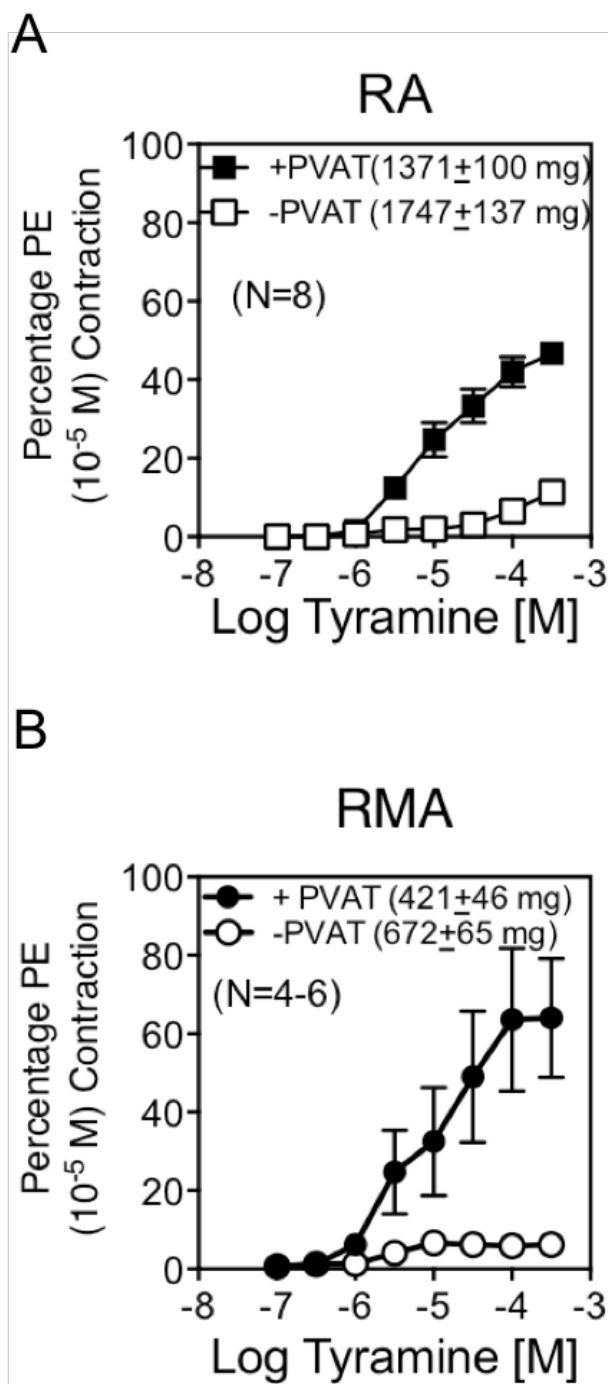 A
RA
100
80
60
40
20
0
+PVAT(1371±100 mg)
-PVAT (1747±137 mg)
(N=8)
Percentage PE
(10⁻⁵ M) Contraction
-8 -7 -6 -5 -4 -3
Log Tyramine [M]
B
RMA
100
80
60
40
20
0
+ PVAT (421±46 mg)
-PVAT (672±65 mg)
(N=4-6)
Percentage PE
(10⁻⁵ M) Contraction
-8 -7 -6 -5 -4 -3
Log Tyramine [M]